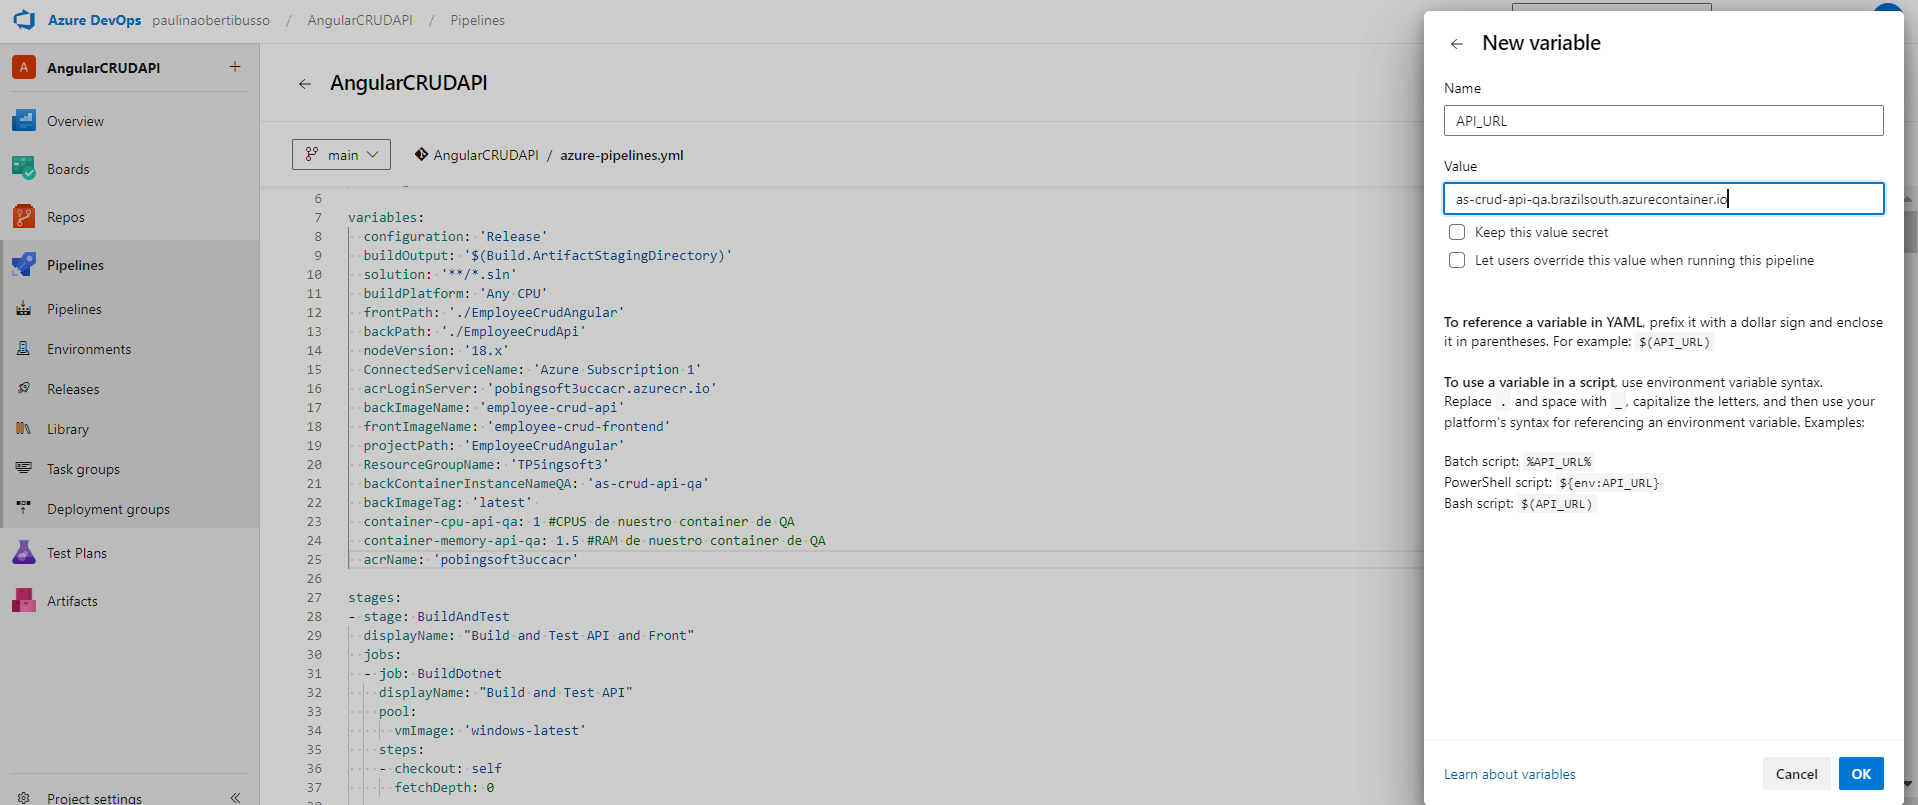 Azure DevOps paulinaobertibusso / AngularCRUDAPI / Pipelines
A AngularCRUDAPI +
Overview
Boards
Repos
Pipelines
Pipelines
Environments
Releases
Library
Task groups
Deployment groups
Test Plans
Artifacts
Project settings
← AngularCRUDAPI
main AngularCRUDAPI / azure-pipelines.yml
6
7 variables:
8 configuration: 'Release'
9 buildOutput: '$(Build.ArtifactStagingDirectory)'
10 solution: '**/*.sln'
11 buildPlatform: 'Any CPU'
12 frontPath: './EmployeeCrudAngular'
13 backPath: './EmployeeCrudApi'
14 nodeVersion: '18.x'
15 ConnectedServiceName: 'Azure Subscription 1'
16 acrLoginServer: 'pobingsoft3uccacr.azurecr.io'
17 backImageName: 'employee-crud-api'
18 frontImageName: 'employee-crud-frontend'
19 projectPath: 'EmployeeCrudAngular'
20 ResourceGroupName: 'TP5ingsoft3'
21 backContainerInstanceNameQA: 'as-crud-api-qa'
22 backImageTag: 'latest'
23 container-cpu-api-qa: 1 #CPUS de nuestro container de QA
24 container-memory-api-qa: 1.5 #RAM de nuestro container de QA
25 acrName: 'pobingsoft3uccacr'
26
27 stages:
28 - stage: BuildAndTest
29 displayName: "Build and Test API and Front"
30 jobs:
31 - job: BuildDotnet
32 displayName: "Build and Test API"
33 pool:
34 vmImage: 'windows-latest'
35 steps:
36 - checkout: self
37 fetchDepth: 0
← New variable
Name
API_URL
Value
as-crud-api-qa.brazilsouth.azurecontainer.io
Keep this value secret
Let users override this value when running this pipeline
To reference a variable in YAML, prefix it with a dollar sign and enclose
it in parentheses. For example: $(API_URL)
To use a variable in a script, use environment variable syntax.
Replace . and space with _, capitalize the letters, and then use your
platform's syntax for referencing an environment variable. Examples:
Batch script: %API_URL%
PowerShell script: ${env:API_URL}
Bash script: $(API_URL)
Learn about variables
Cancel
OK